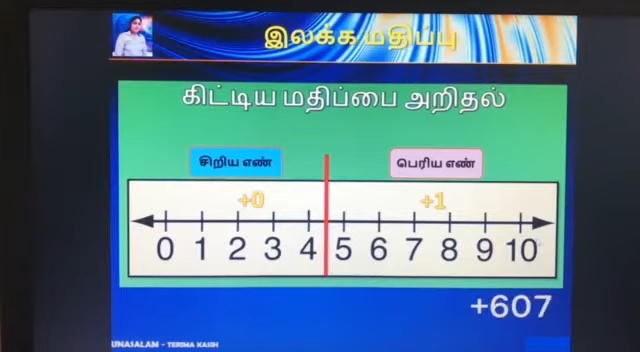 இலக்க மதிப்பு
கிட்டிய மதிப்பை அறிதல்
சிறிய எண் பெரிய எண்
+0 +1
0 1 2 3 4 5 6 7 8 9 10
+607
UNASALAM - TERIMA KASIH